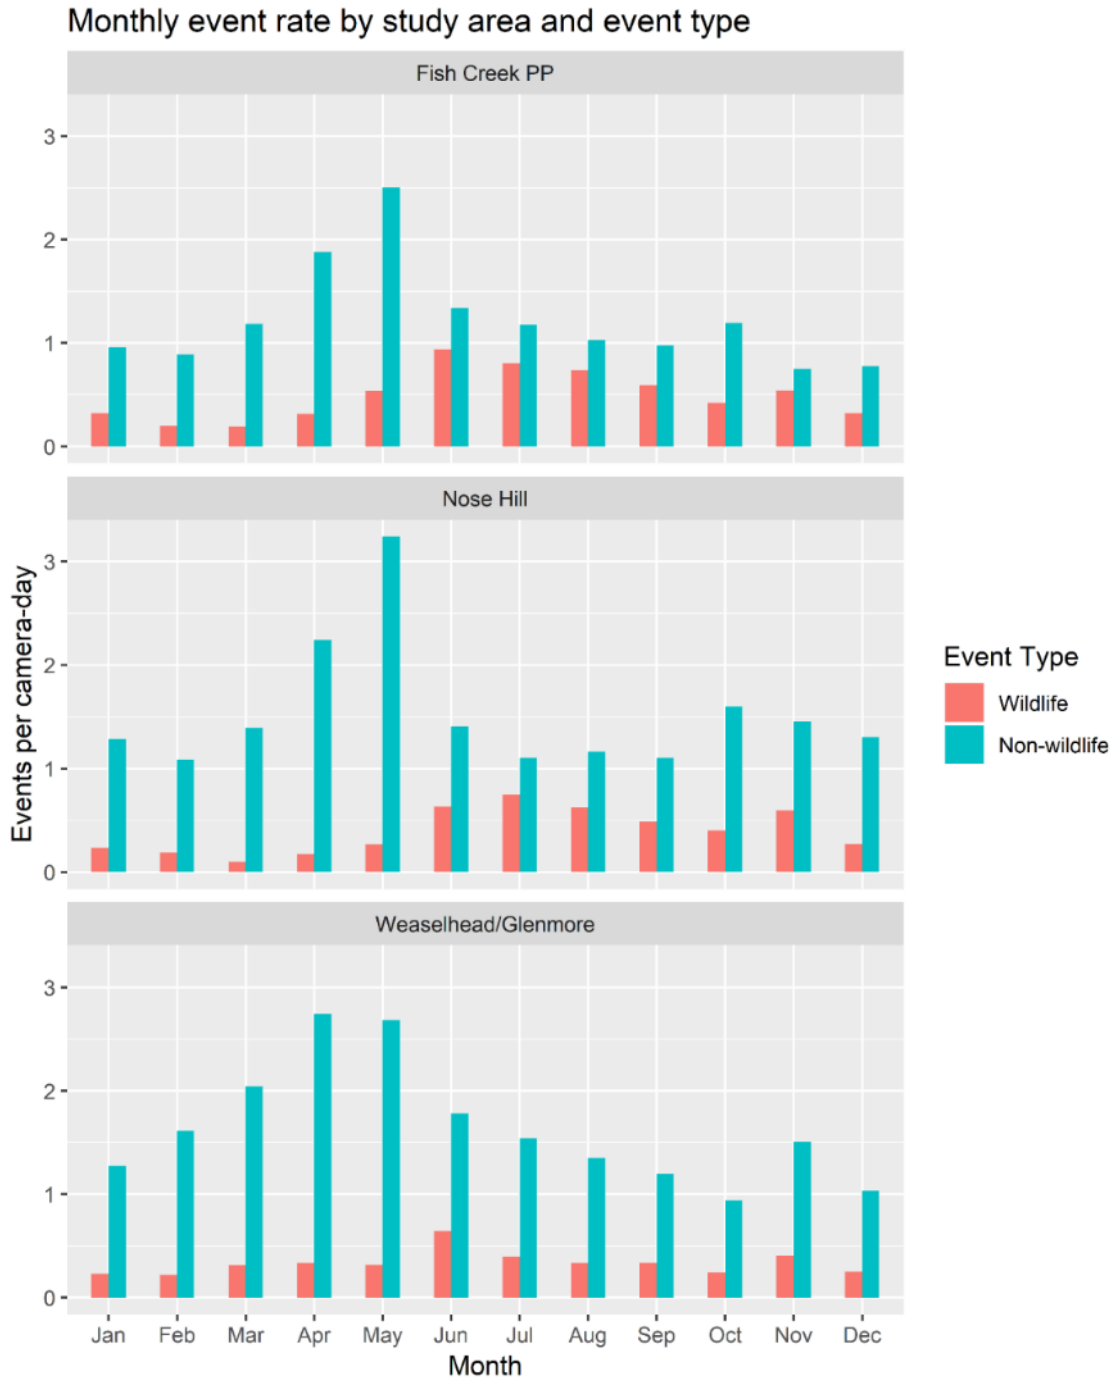 Monthly event rate by study area and event type
Fish Creek PP
3
2
1
0
Nose Hill
3
2
1
0
Weaselhead/Glenmore
3
2
1
0
Events per camera-day
Jan Feb Mar Apr May Jun Jul Aug Sep Oct Nov Dec
Month
Event Type
Wildlife
Non-wildlife